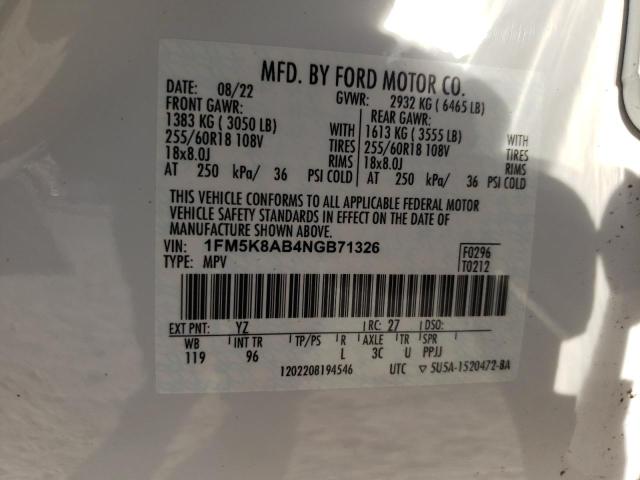 MFD. BY FORD MOTOR CO.
DATE: 08/22 GVWR: 2932 KG ( 6465 LB)
FRONT GAWR: REAR GAWR:
1383 KG ( 3050 LB) WITH 1613 KG ( 3555 LB) WITH
255/60R18 108V TIRES 255/60R18 108V TIRES
18x8.0J RIMS 18x8.0J RIMS
AT 250 kPa/ 36 PSI COLD AT 250 kPa/ 36 PSI COLD
THIS VEHICLE CONFORMS TO ALL APPLICABLE FEDERAL MOTOR
VEHICLE SAFETY STANDARDS IN EFFECT ON THE DATE OF
MANUFACTURE SHOWN ABOVE.
VIN: 1FM5K8AB4NGB71326 F0296
TYPE: MPV T0212
EXT PNT: YZ RC: 27 DSO:
WB INT TR TP/PS R AXLE TR SPR
119 96 L 3C U PPJJ
1202208194546 UTC ▽ 5U5A-1520472-BA